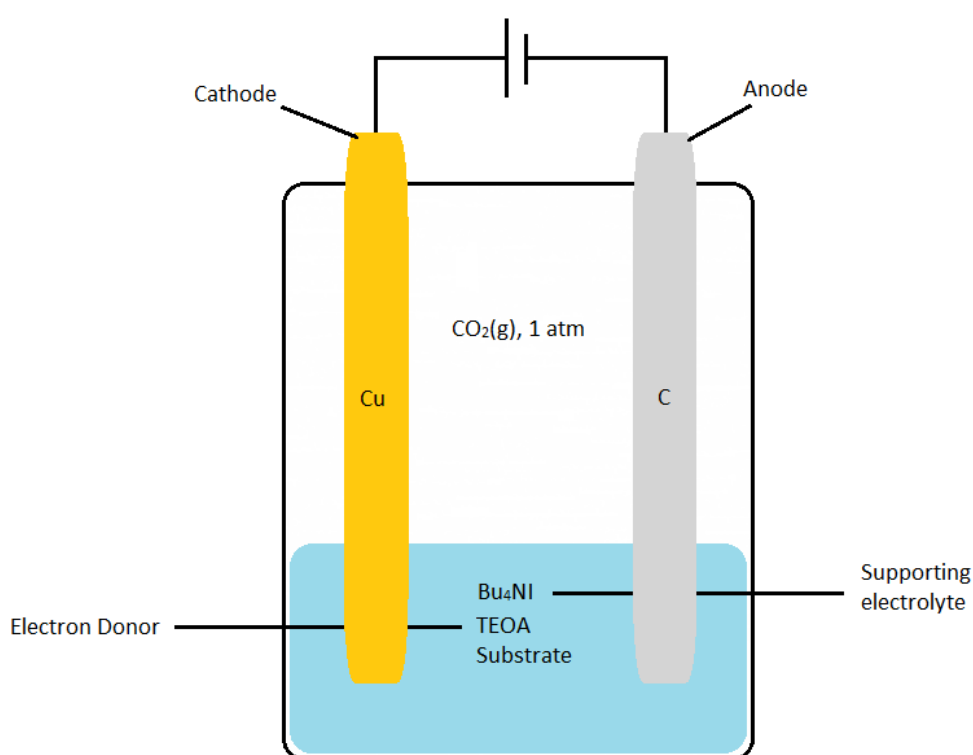 Cathode
Anode
CO₂(g), 1 atm
Cu
C
Bu₄NI
Supporting
electrolyte
Electron Donor
TEOA
Substrate